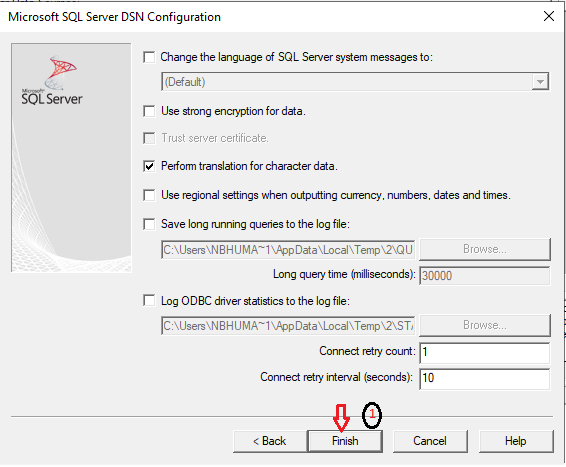 Microsoft SQL Server DSN Configuration
Microsoft
SQL Server
Change the language of SQL Server system messages to:
(Default)
Use strong encryption for data.
Trust server certificate.
Perform translation for character data.
Use regional settings when outputting currency, numbers, dates and times.
Save long running queries to the log file:
C:\Users\NBHUMA~1\AppData\Local\Temp\2\QU
Browse...
Long query time (milliseconds):
30000
Log ODBC driver statistics to the log file:
C:\Users\NBHUMA~1\AppData\Local\Temp\2\STA
Browse...
Connect retry count:
1
Connect retry interval (seconds):
10
1
< Back
Finish
Cancel
Help